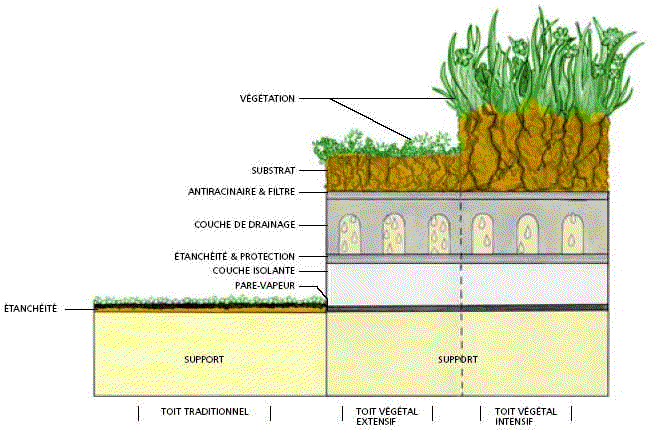 VÉGÉTATION
SUBSTRAT
ANTIRACINAIRE & FILTRE
COUCHE DE DRAINAGE
ÉTANCHÉITÉ & PROTECTION
COUCHE ISOLANTE
PARE-VAPEUR
ÉTANCHÉITÉ
SUPPORT
SUPPORT
TOIT TRADITIONNEL
TOIT VÉGÉTAL
EXTENSIF
TOIT VÉGÉTAL
INTENSIF